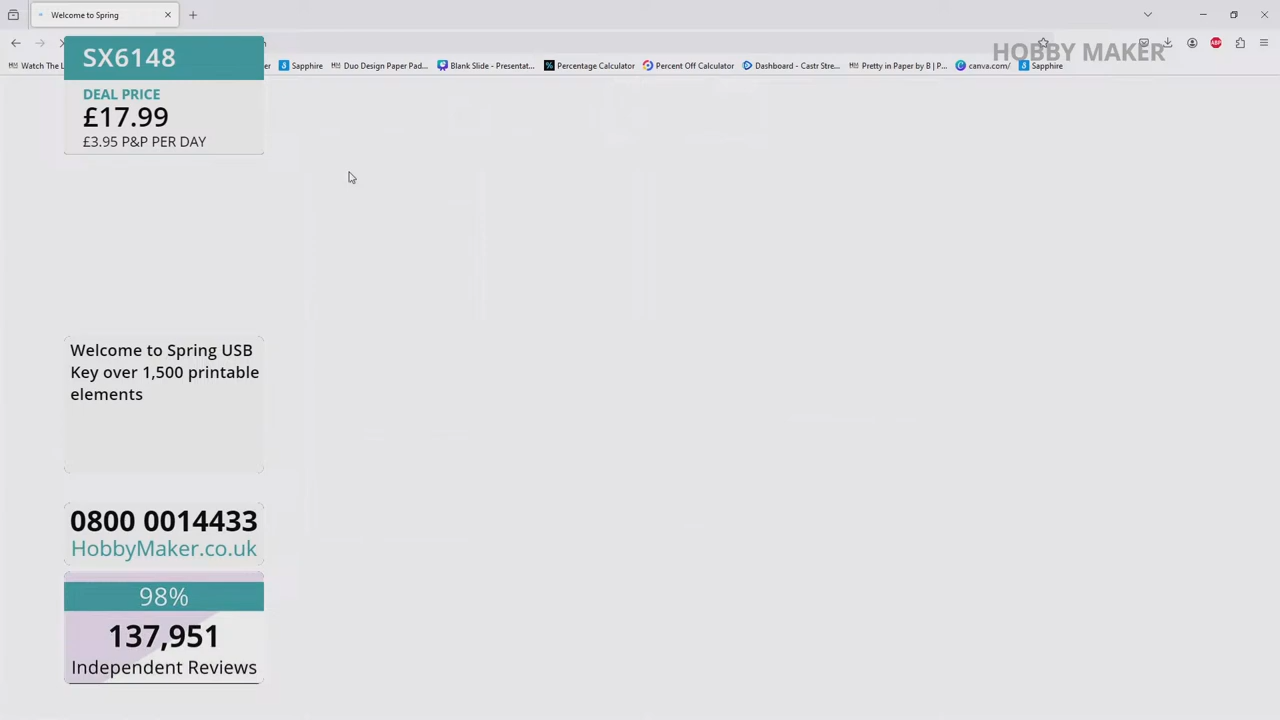 Welcome to Spring
HOBBY MAKER
Watch The L
Sapphire
Duo Design Paper Pad...
Blank Slide - Presentat...
Percentage Calculator
Percent Off Calculator
Dashboard - Castr Stre...
Pretty in Paper by B | P...
canva.com/
Sapphire
SX6148
DEAL PRICE
£17.99
£3.95 P&P PER DAY
Welcome to Spring USB
Key over 1,500 printable
elements
0800 0014433
HobbyMaker.co.uk
98%
137,951
Independent Reviews